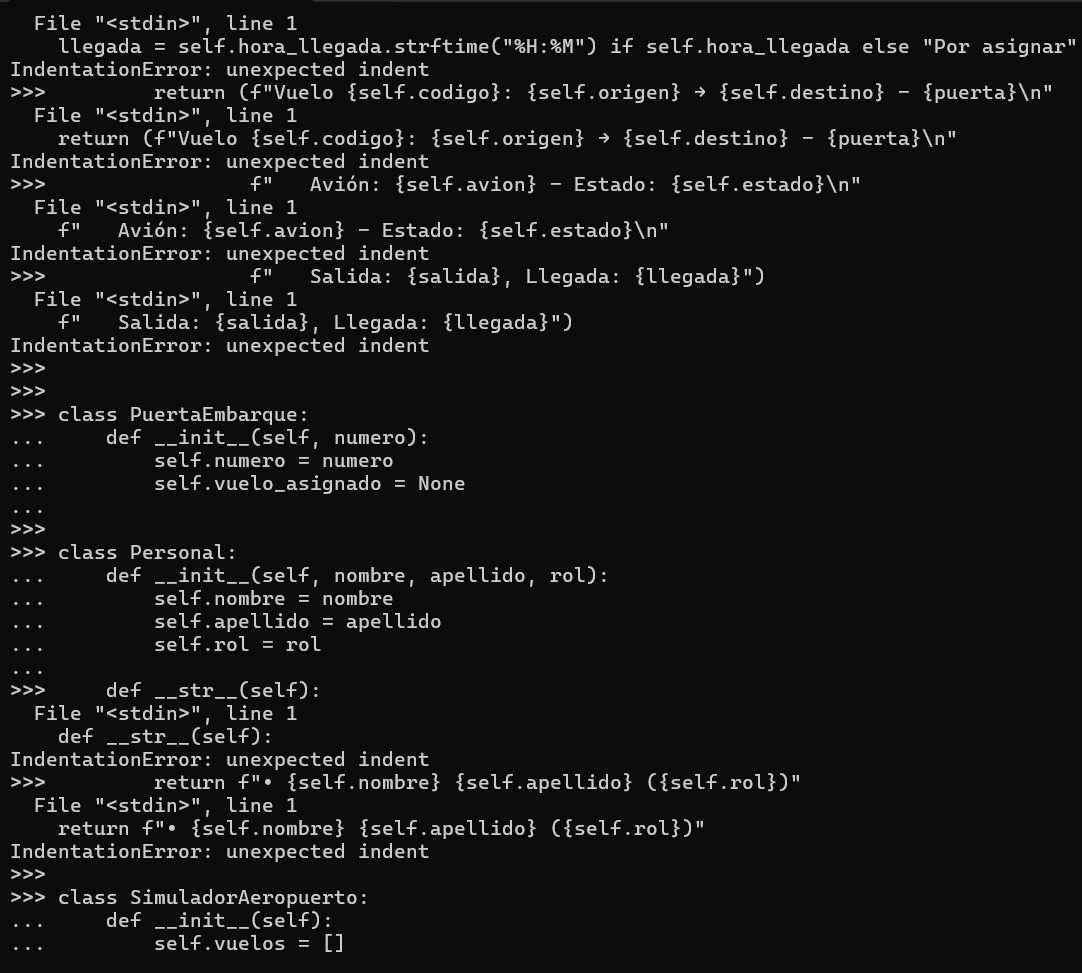 File "<stdin>", line 1
    llegada = self.hora_llegada.strftime("%H:%M") if self.hora_llegada else "Por asignar"
IndentationError: unexpected indent
>>>         return (f"Vuelo {self.codigo}: {self.origen} → {self.destino} - {puerta}\n"
  File "<stdin>", line 1
    return (f"Vuelo {self.codigo}: {self.origen} → {self.destino} - {puerta}\n"
IndentationError: unexpected indent
>>>                 f"   Avión: {self.avion} - Estado: {self.estado}\n"
  File "<stdin>", line 1
    f"   Avión: {self.avion} - Estado: {self.estado}\n"
IndentationError: unexpected indent
>>>                 f"   Salida: {salida}, Llegada: {llegada}")
  File "<stdin>", line 1
    f"   Salida: {salida}, Llegada: {llegada}")
IndentationError: unexpected indent
>>>
>>>
>>> class PuertaEmbarque:
...     def __init__(self, numero):
...         self.numero = numero
...         self.vuelo_asignado = None
...
>>>
>>> class Personal:
...     def __init__(self, nombre, apellido, rol):
...         self.nombre = nombre
...         self.apellido = apellido
...         self.rol = rol
...
>>>     def __str__(self):
  File "<stdin>", line 1
    def __str__(self):
IndentationError: unexpected indent
>>>         return f"• {self.nombre} {self.apellido} ({self.rol})"
  File "<stdin>", line 1
    return f"• {self.nombre} {self.apellido} ({self.rol})"
IndentationError: unexpected indent
>>>
>>> class SimuladorAeropuerto:
...     def __init__(self):
...         self.vuelos = []